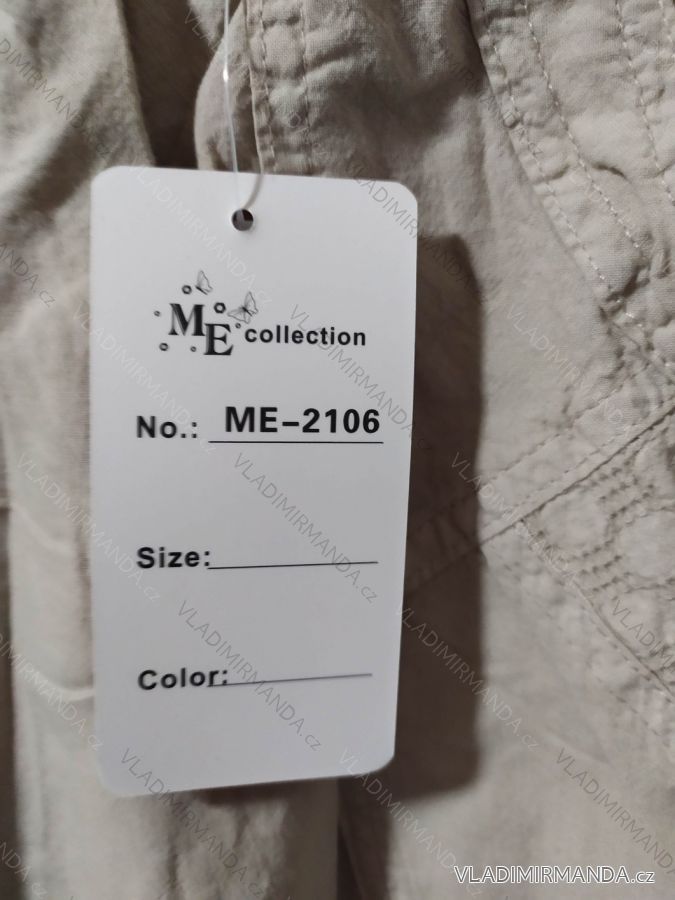 ME collection
No.: ME-2106
Size:
Color:
VLADIMIRMANDA.cz